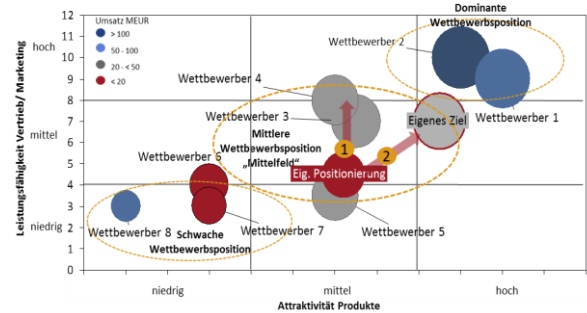 Dominante
Wettbewerbsposition
Umsatz MEUR
> 100
50 - 100
20 - < 50
< 20
Leistungsfähigkeit Vertrieb/ Marketing
hoch
mittel
niedrig
12
11
10
9
8
7
6
5
4
3
2
1
0
Wettbewerber 2
Wettbewerber 4
Wettbewerber 1
Wettbewerber 3
Eigenes Ziel
Mittlere
Wettbewerbsposition
„Mittelfeld“
1
2
Wettbewerber 6
Eig. Positionierung
Wettbewerber 8
Schwache
Wettbewerbsposition
Wettbewerber 7
Wettbewerber 5
niedrig
mittel
hoch
Attraktivität Produkte